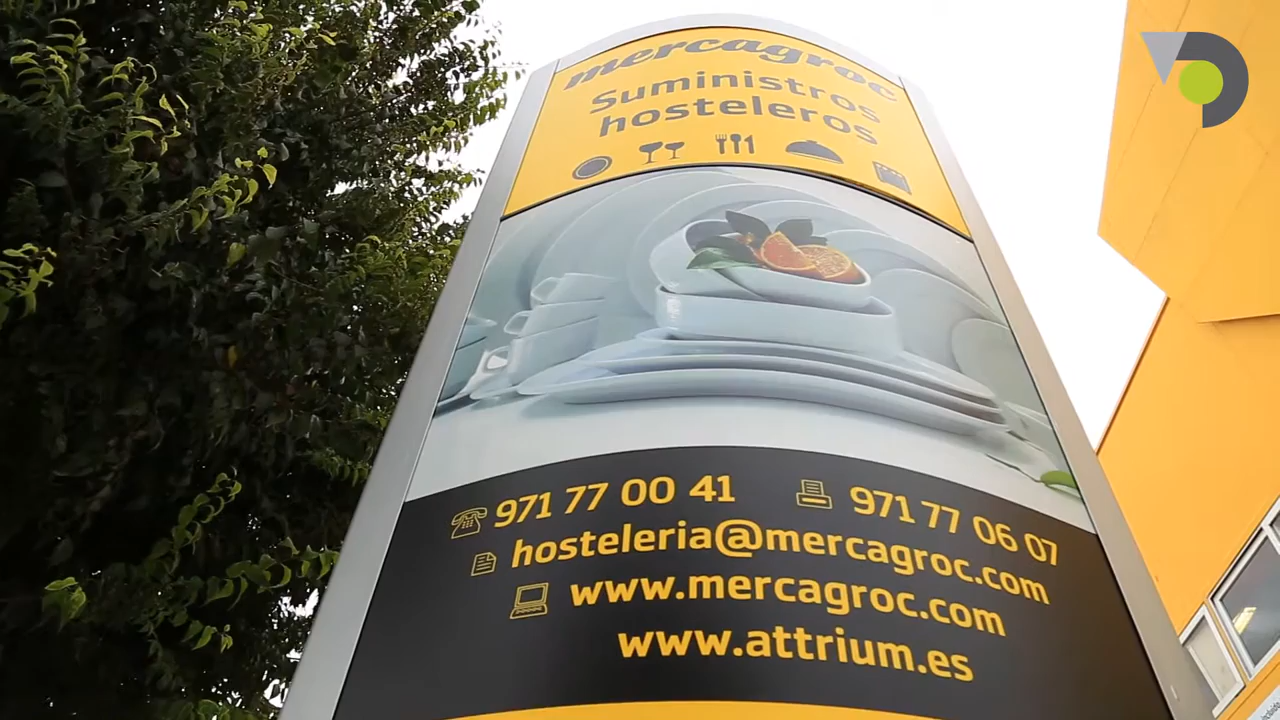 mercagroc
Suministros
hosteleros
971 77 00 41 971 77 06 07
hosteleria@mercagroc.com
www.mercagroc.com
www.attrium.es